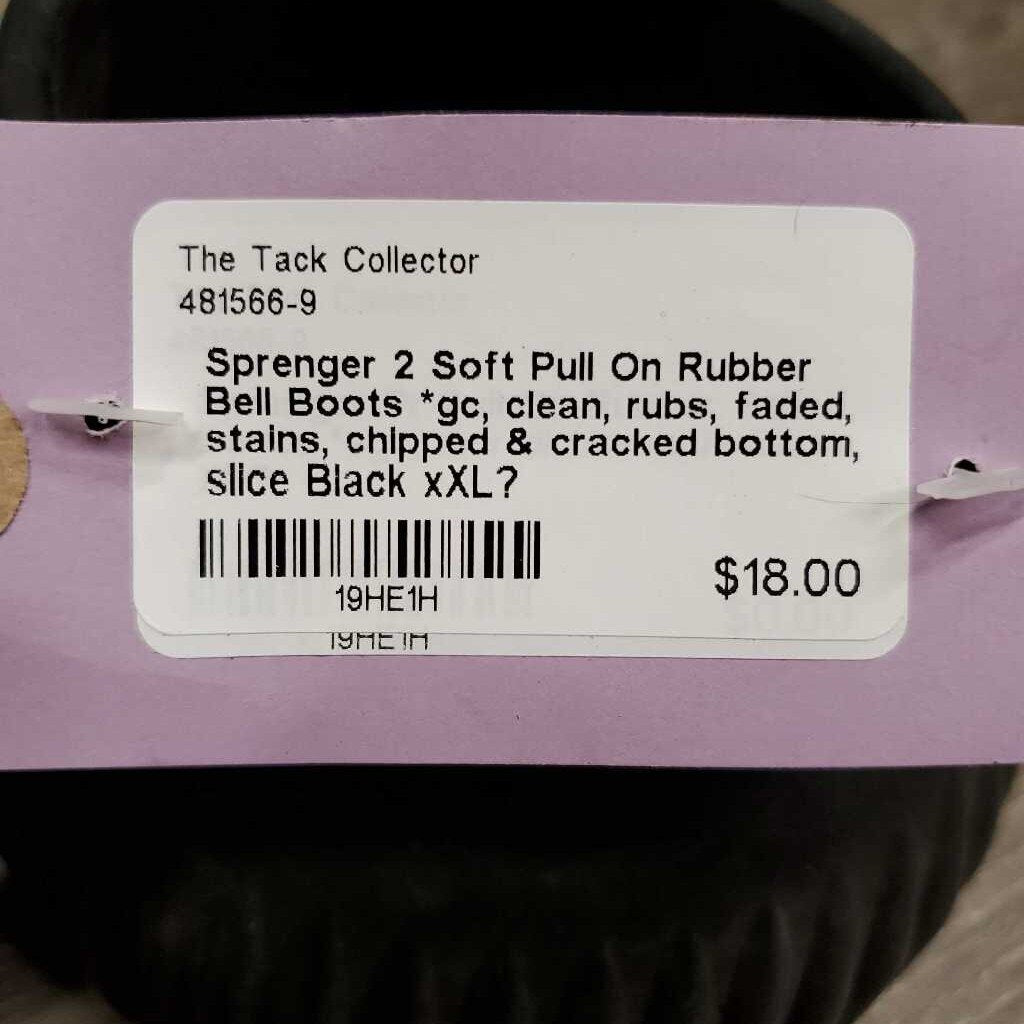 The Tack Collector
481566-9
Sprenger 2 Soft Pull On Rubber
Bell Boots *gc, clean, rubs, faded,
stains, chipped & cracked bottom,
slice Black xXL?
19HE1H
$18.00
19HE1H